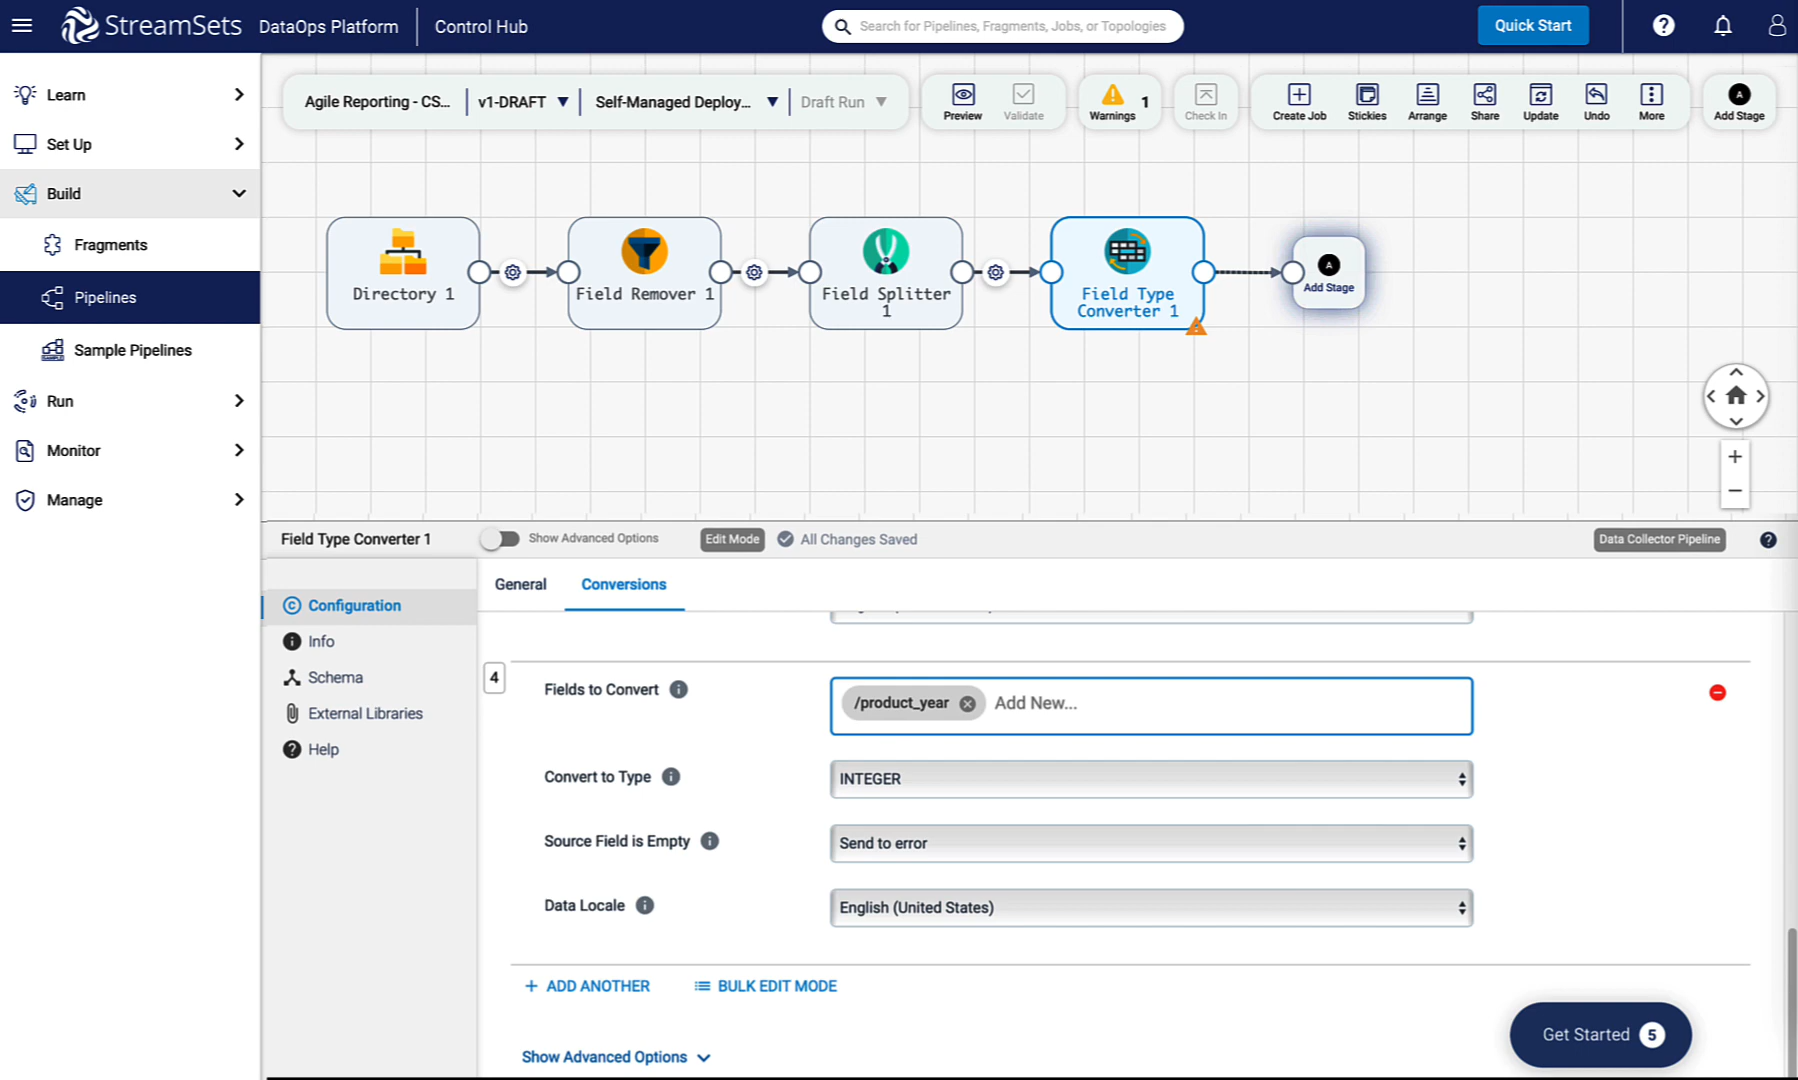 StreamSets DataOps Platform Control Hub
Search for Pipelines, Fragments, Jobs, or Topologies
Quick Start
Learn
Set Up
Build
Fragments
Pipelines
Sample Pipelines
Run
Monitor
Manage
Agile Reporting - CS... v1-DRAFT Self-Managed Deploy... Draft Run
Preview
Validate
Warnings 1
Check In
Create Job
Stickies
Arrange
Share
Update
Undo
More
A
Add Stage
Directory 1
Field Remover 1
Field Splitter
1
Field Type
Converter 1
A
Add Stage
Field Type Converter 1
Show Advanced Options
Edit Mode
All Changes Saved
Data Collector Pipeline
Configuration
Info
Schema
External Libraries
Help
General
Conversions
4
Fields to Convert
/product_year Add New...
Convert to Type
INTEGER
Source Field is Empty
Send to error
Data Locale
English (United States)
+ ADD ANOTHER
BULK EDIT MODE
Show Advanced Options
Get Started 5